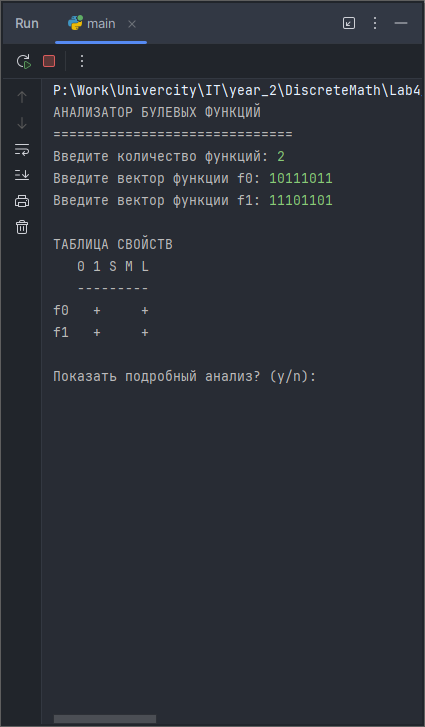 Run main
P:\Work\Univercity\IT\year_2\DiscreteMath\Lab4
АНАЛИЗАТОР БУЛЕВЫХ ФУНКЦИЙ
==============================
Введите количество функций: 2
Введите вектор функции f0: 10111011
Введите вектор функции f1: 11101101
ТАБЛИЦА СВОЙСТВ
   0 1 S M L
   ---------
f0   +     +
f1   +     +
Показать подробный анализ? (y/n):